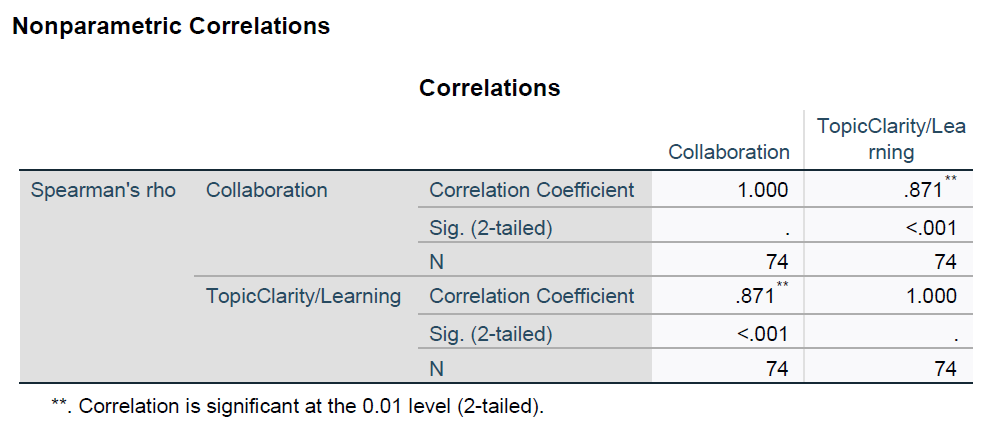 Nonparametric Correlations
Correlations
Collaboration TopicClarity/Lea
rning
Spearman's rho Collaboration Correlation Coefficient 1.000 .871**
Sig. (2-tailed) . <.001
N 74 74
TopicClarity/Learning Correlation Coefficient .871** 1.000
Sig. (2-tailed) <.001 .
N 74 74
**. Correlation is significant at the 0.01 level (2-tailed).